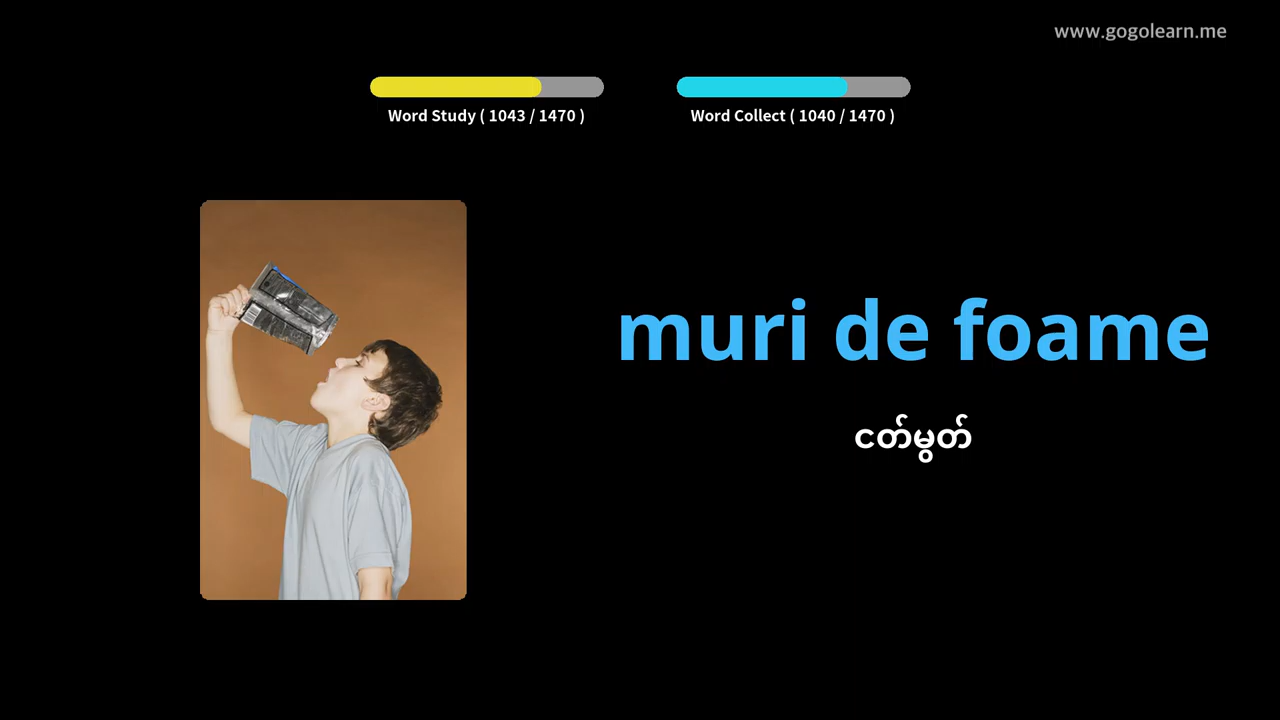 www.gogolearn.me
Word Study ( 1043 / 1470 )
Word Collect ( 1040 / 1470 )
muri de foame
ငတ်မွတ်